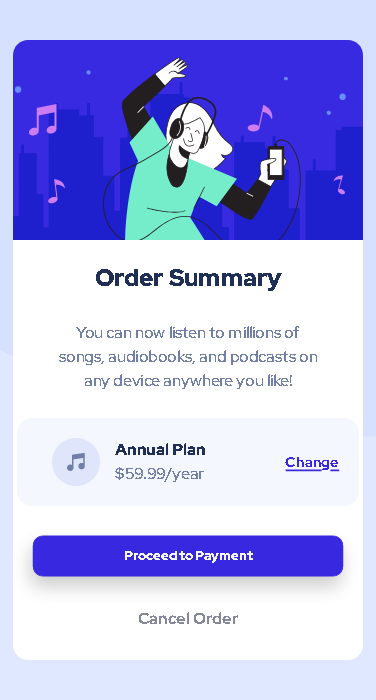 Order Summary
You can now listen to millions of
songs, audiobooks, and podcasts on
any device anywhere you like!
Annual Plan
$59.99/year
Change
Proceed to Payment
Cancel Order